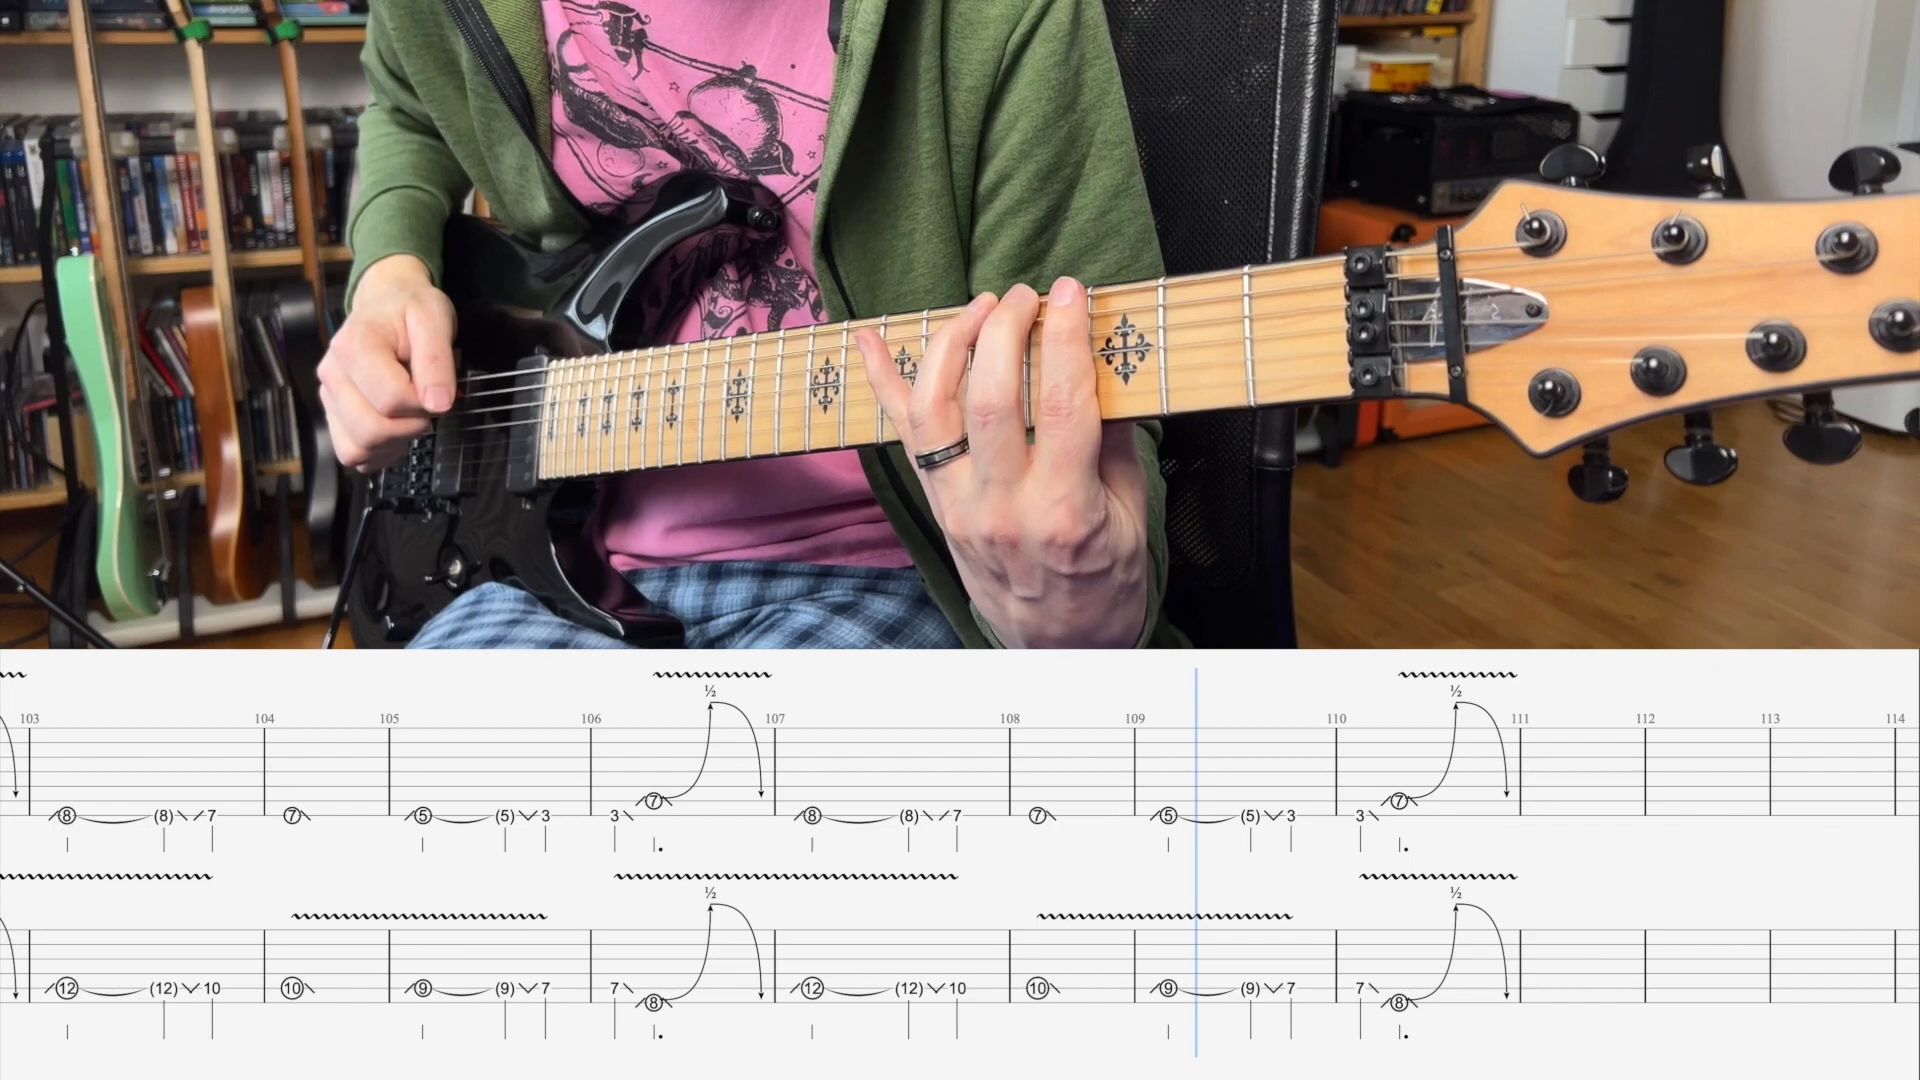 ½ ½
103 104 105 106 107 108 109 110 111 112 113 114
7 7
8 (8) 7 7 5 (5) 3 3 8 (8) 7 7 5 (5) 3 3
½ ½
12 (12) 10 10 9 (9) 7 7 12 (12) 10 10 9 (9) 7 7
8 8